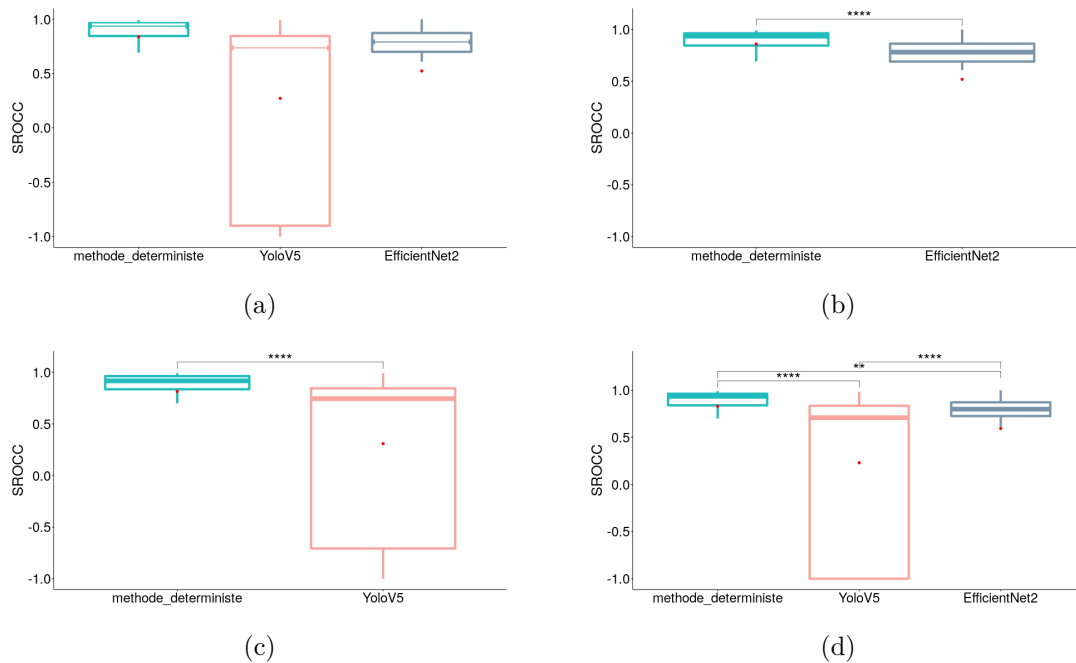 1.0
0.5
0.0
-0.5
-1.0
SROCC
methode_deterministe YoloV5 EfficientNet2
(a)
****
1.0
0.5
0.0
-0.5
-1.0
SROCC
methode_deterministe EfficientNet2
(b)
****
1.0
0.5
0.0
-0.5
-1.0
SROCC
methode_deterministe YoloV5
(c)
****
**
****
1.0
0.5
0.0
-0.5
-1.0
SROCC
methode_deterministe YoloV5 EfficientNet2
(d)